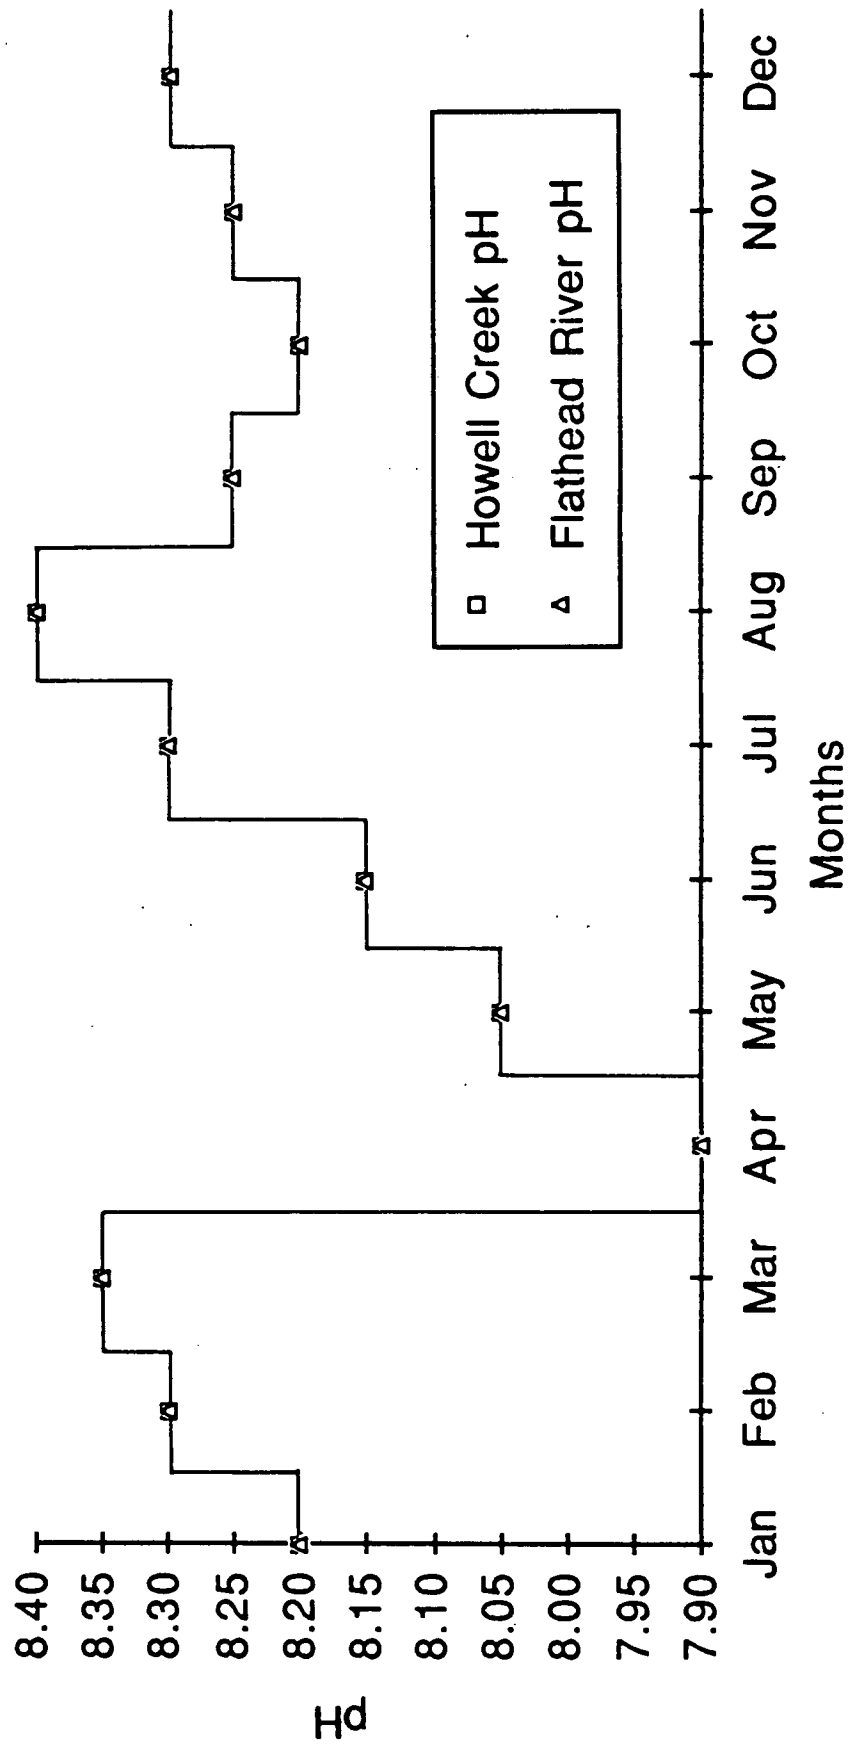 pH
8.40
8.35
8.30
8.25
8.20
8.15
8.10
8.05
8.00
7.95
7.90
Howell Creek pH
Flathead River pH
Jan Feb Mar Apr May Jun Jul Aug Sep Oct Nov Dec
Months